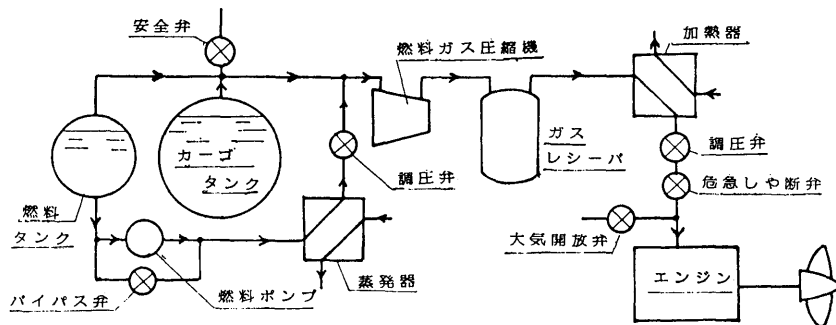 安全弁
燃料ガス圧縮機
加熱器
カーゴ
タンク
ガス
レシーバ
調圧弁
調圧弁
危急しや断弁
燃料
タンク
大気開放弁
エンジン
蒸発器
バイパス弁
燃料ポンプ